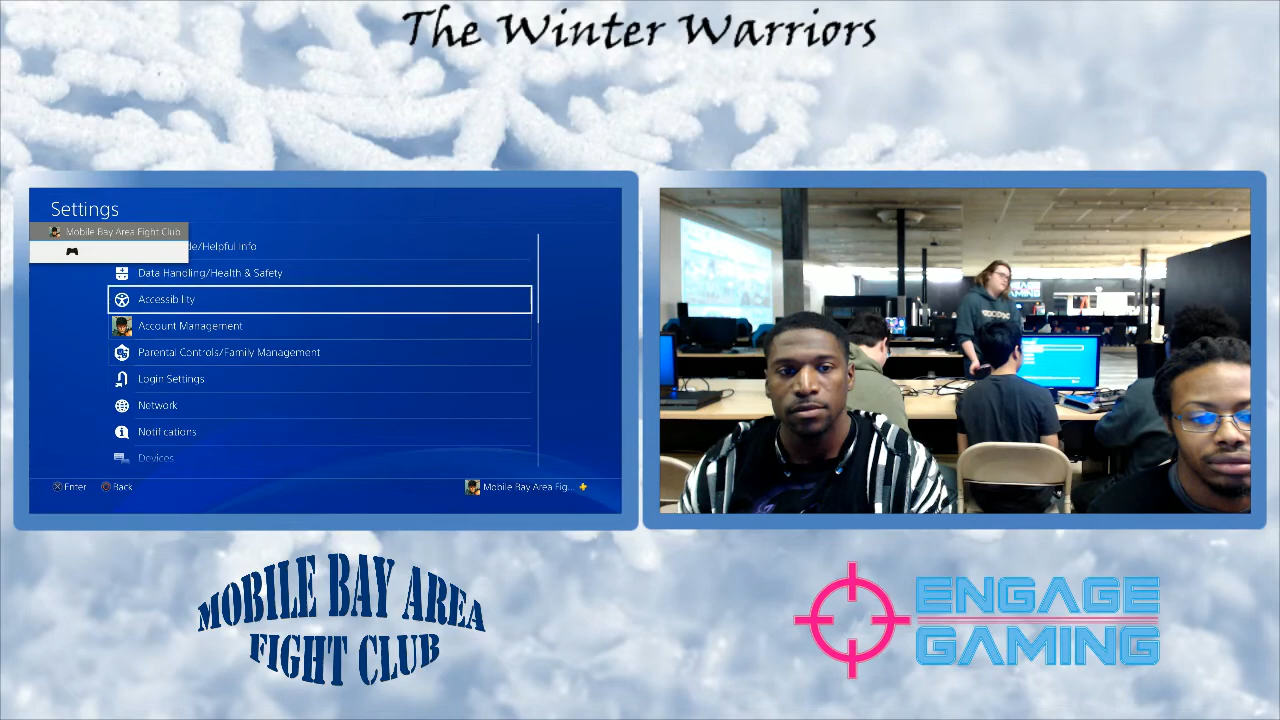 The Winter Warriors
Settings
Mobile Bay Area Fight Club
de/Helpful Info
Data Handling/Health & Safety
Accessibility
Account Management
Parental Controls/Family Management
Login Settings
Network
Notifications
Devices
Enter
Back
Mobile Bay Area Fig...
GAMING
MOBILE BAY AREA
FIGHT CLUB
ENGAGE
GAMING